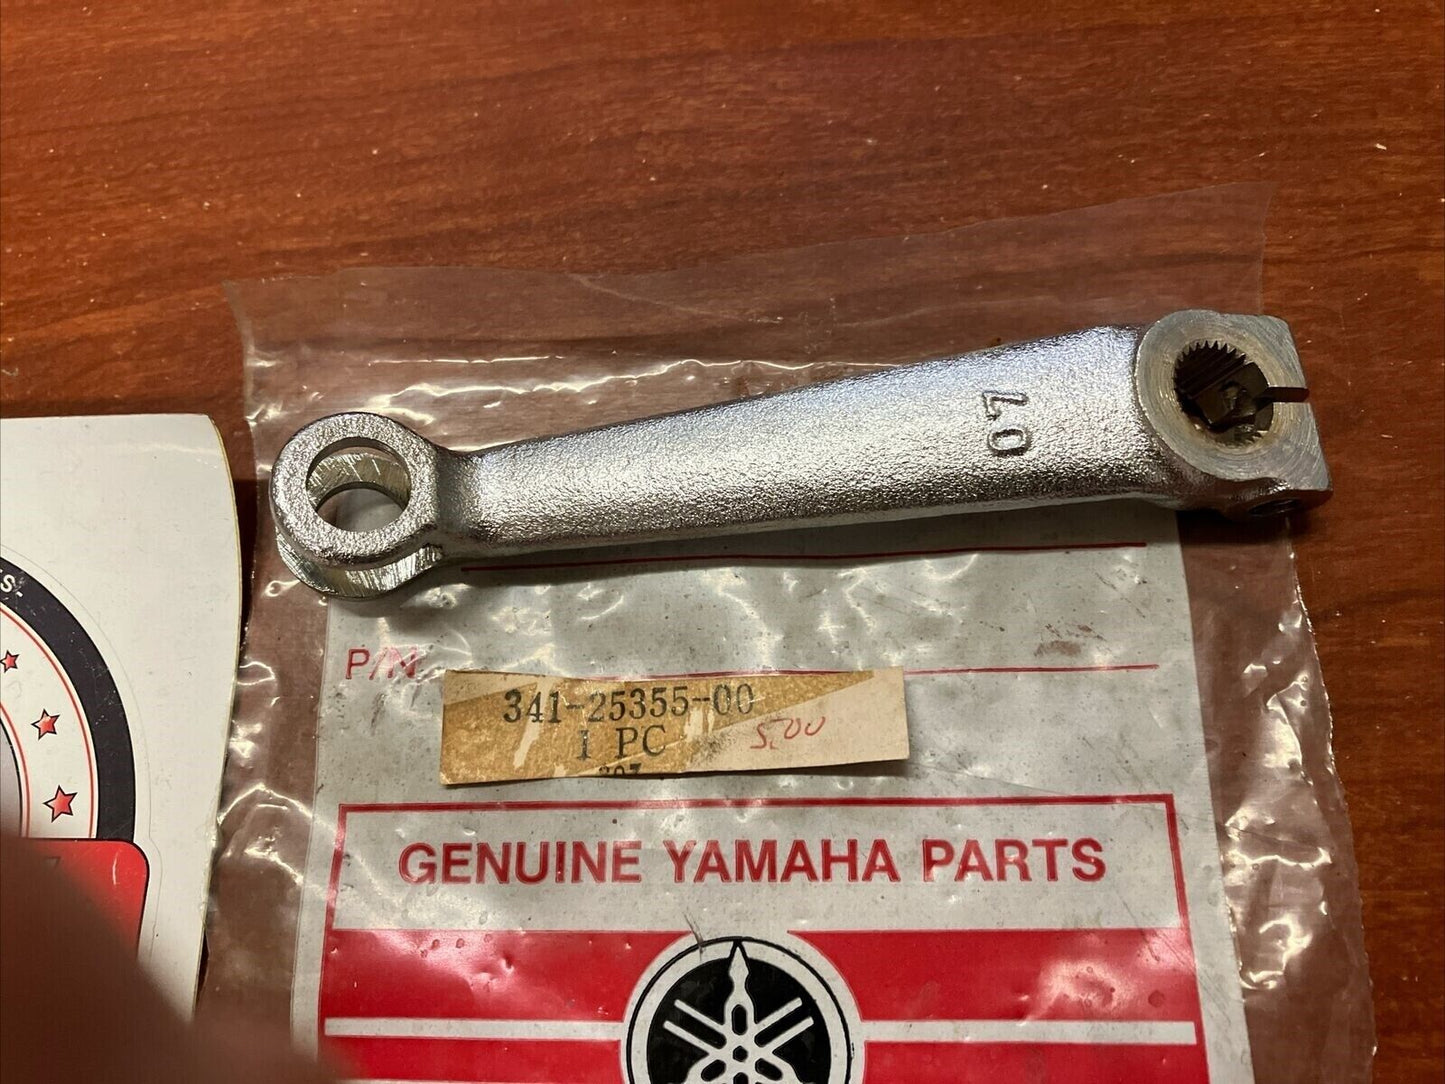 07
S.
P/N
341-25355-00
1 PC
5.00
GENUINE YAMAHA PARTS